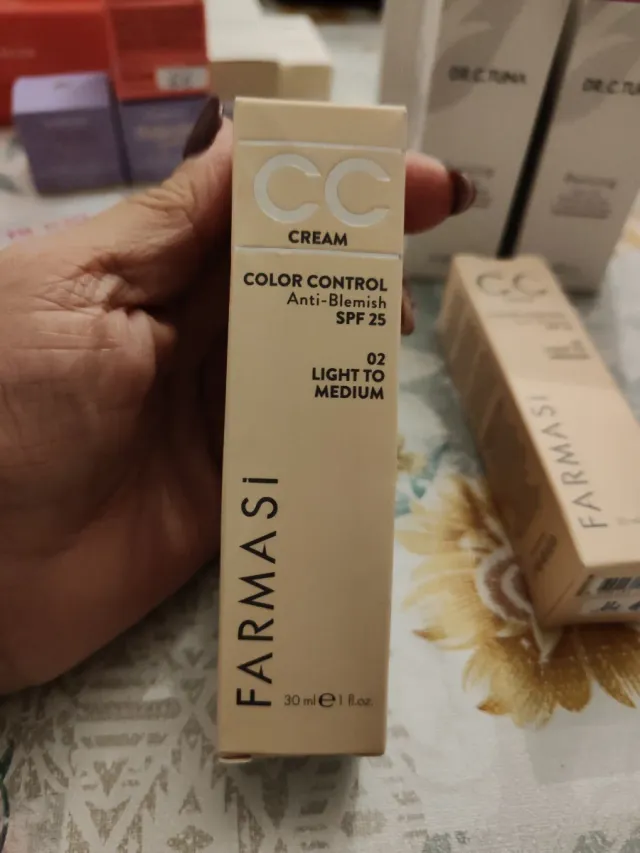 CC
CREAM
COLOR CONTROL
Anti-Blemish
SPF 25
02
LIGHT TO
MEDIUM
FARMASi
30 ml e 1 fl.oz.
DR.C.TUNA
DR.C.TU
CC
FARMASi